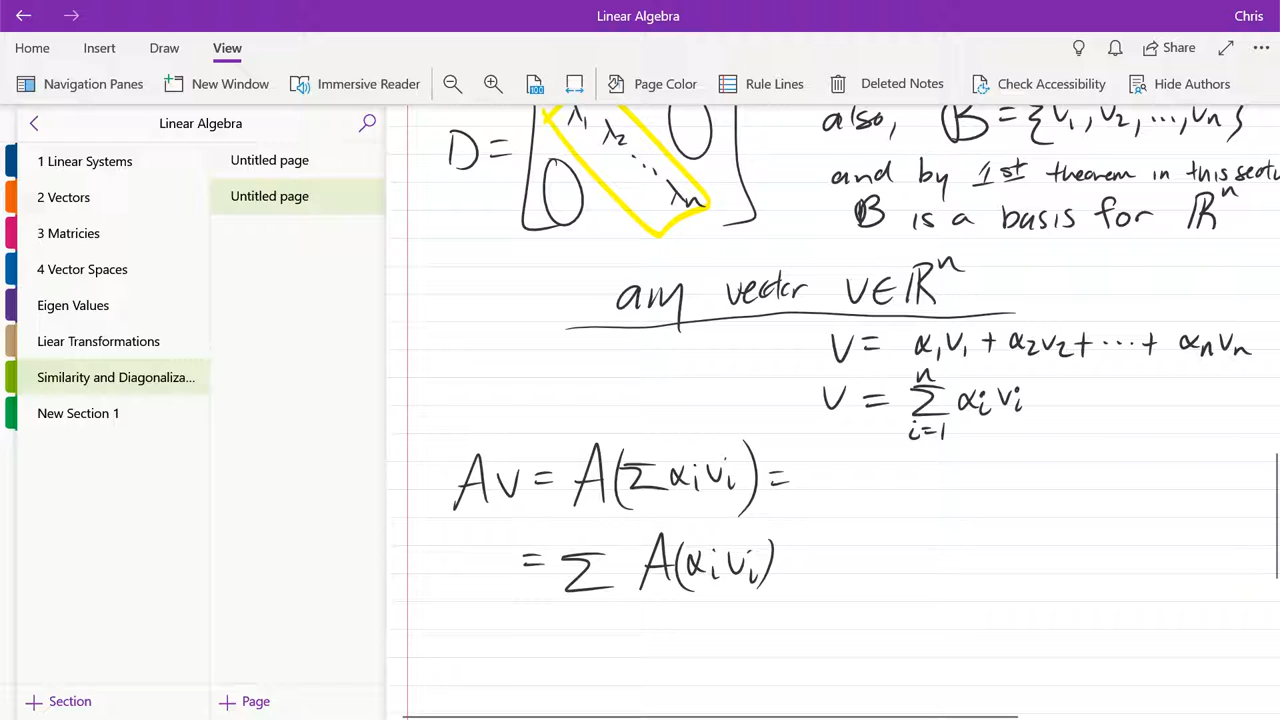 Linear Algebra
Chris
Home Insert Draw View
Share
Navigation Panes New Window Immersive Reader 100 Page Color Rule Lines Deleted Notes Check Accessibility Hide Authors
Linear Algebra
1 Linear Systems
2 Vectors
3 Matricies
4 Vector Spaces
Eigen Values
Liear Transformations
Similarity and Diagonaliza...
New Section 1
+ Section
Untitled page
Untitled page
+ Page
D = [λ₁ λ₂ ... λn 0 0]
also, B = {v₁, v₂, ..., vn}
and by 1st theorem in this
B is a basis for ℝⁿ
any vector v∈ℝⁿ
v = α₁v₁ + α₂v₂ + ... + αnvn
v = Σ αᵢvᵢ
n
i=1
Av = A(Σαᵢvᵢ) =
= Σ A(αᵢvᵢ)